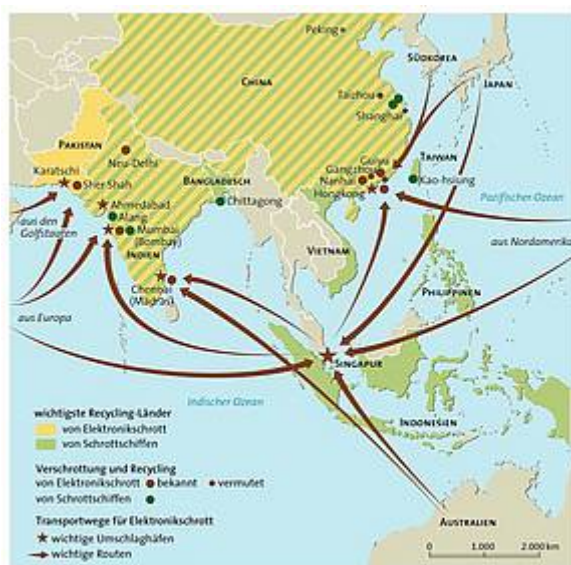 Peking
SÜDKOREA
JAPAN
CHINA
Taizhou
Shanghai
PAKISTAN
Neu-Delhi
Karatschi
Sher Shah
BANGLADESCH
Guiyu
TAIWAN
Gangzhou
Nanhai
Kao-hsiung
Hongkong
Ahmedabad
Alang
Chittagong
aus den
Golfstaaten
Mumbai
(Bombay)
INDIEN
Pazifischer Ozean
aus Nordamerika
VIETNAM
Chennai
(Madras)
PHILIPPINEN
aus Europa
SINGAPUR
Indischer Ozean
INDONESIEN
wichtigste Recycling-Länder
von Elektronikschrott
von Schrottschiffen
Verschrottung und Recycling
von Elektronikschrott bekannt vermutet
von Schrottschiffen
Transportwege für Elektronikschrott
wichtige Umschlaghäfen
wichtige Routen
AUSTRALIEN
0 1.000 2.000 km